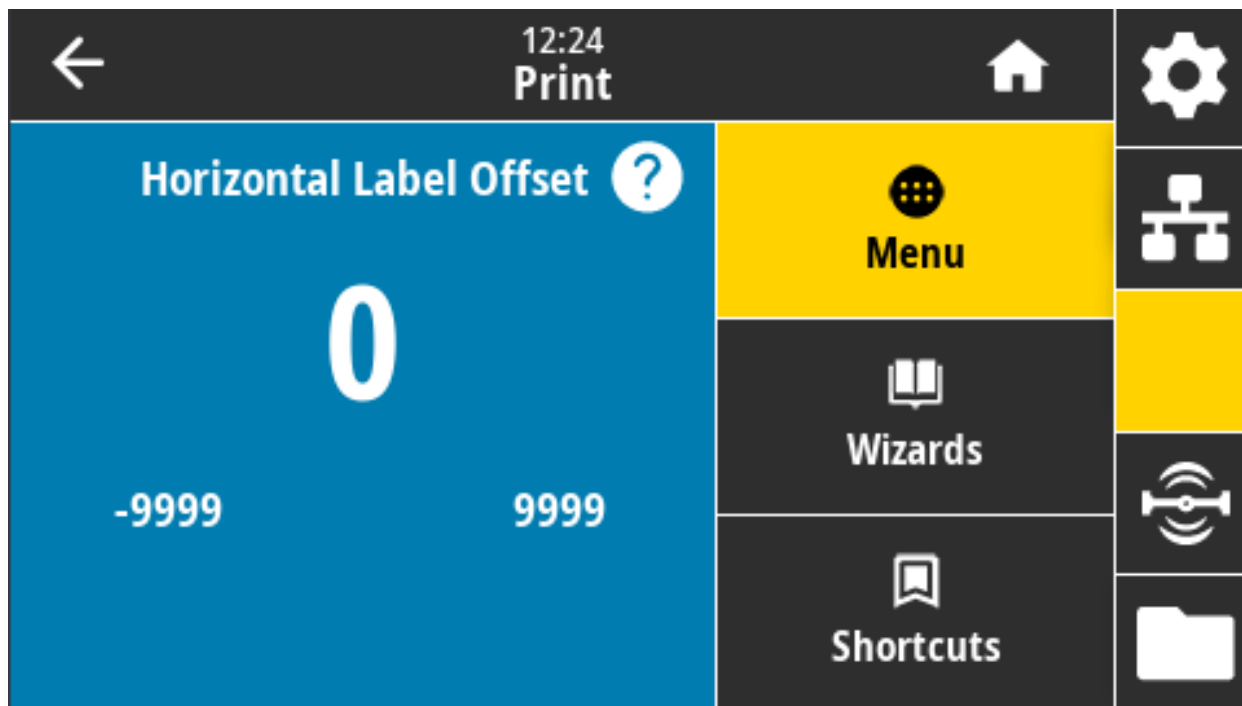 12:24
Print
Horizontal Label Offset ?
0
-9999 9999
Menu
Wizards
Shortcuts